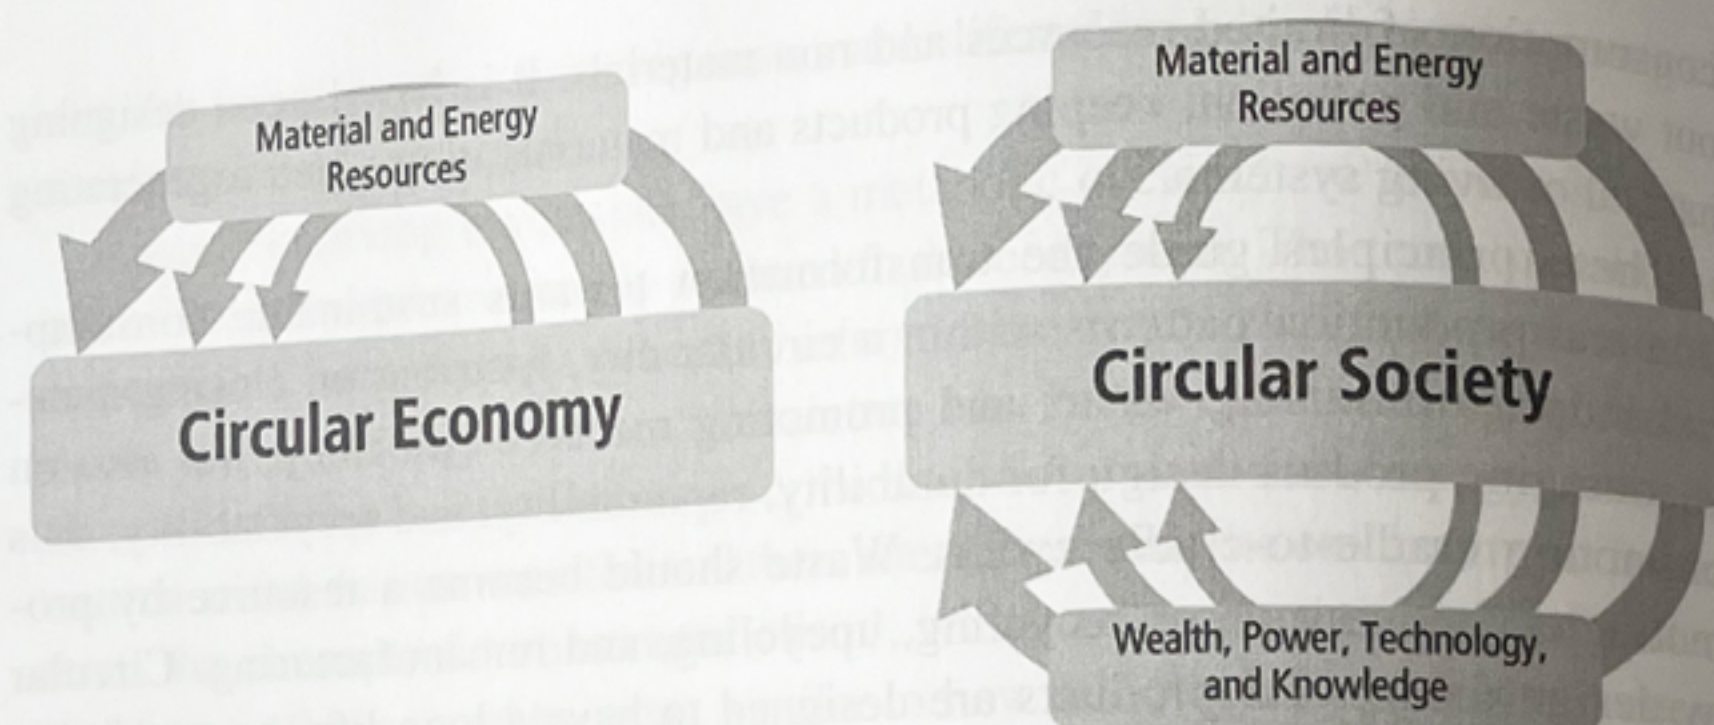 Material and Energy
Resources
Circular Economy
Material and Energy
Resources
Circular Society
Wealth, Power, Technology,
and Knowledge